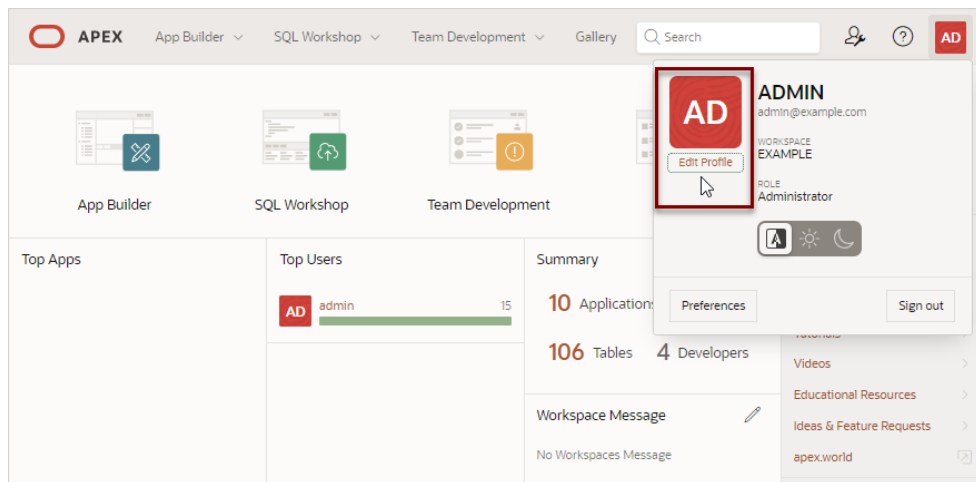 APEX App Builder SQL Workshop Team Development Gallery Search AD
AD
ADMIN
admin@example.com
Edit Profile
WORKSPACE
EXAMPLE
ROLE
Administrator
Preferences Sign out
App Builder SQL Workshop Team Development
Top Apps
Top Users
AD admin 15
Summary
10 Applications
106 Tables 4 Developers
Workspace Message
No Workspaces Message
Tutorials
Videos
Educational Resources
Ideas & Feature Requests
apex.world